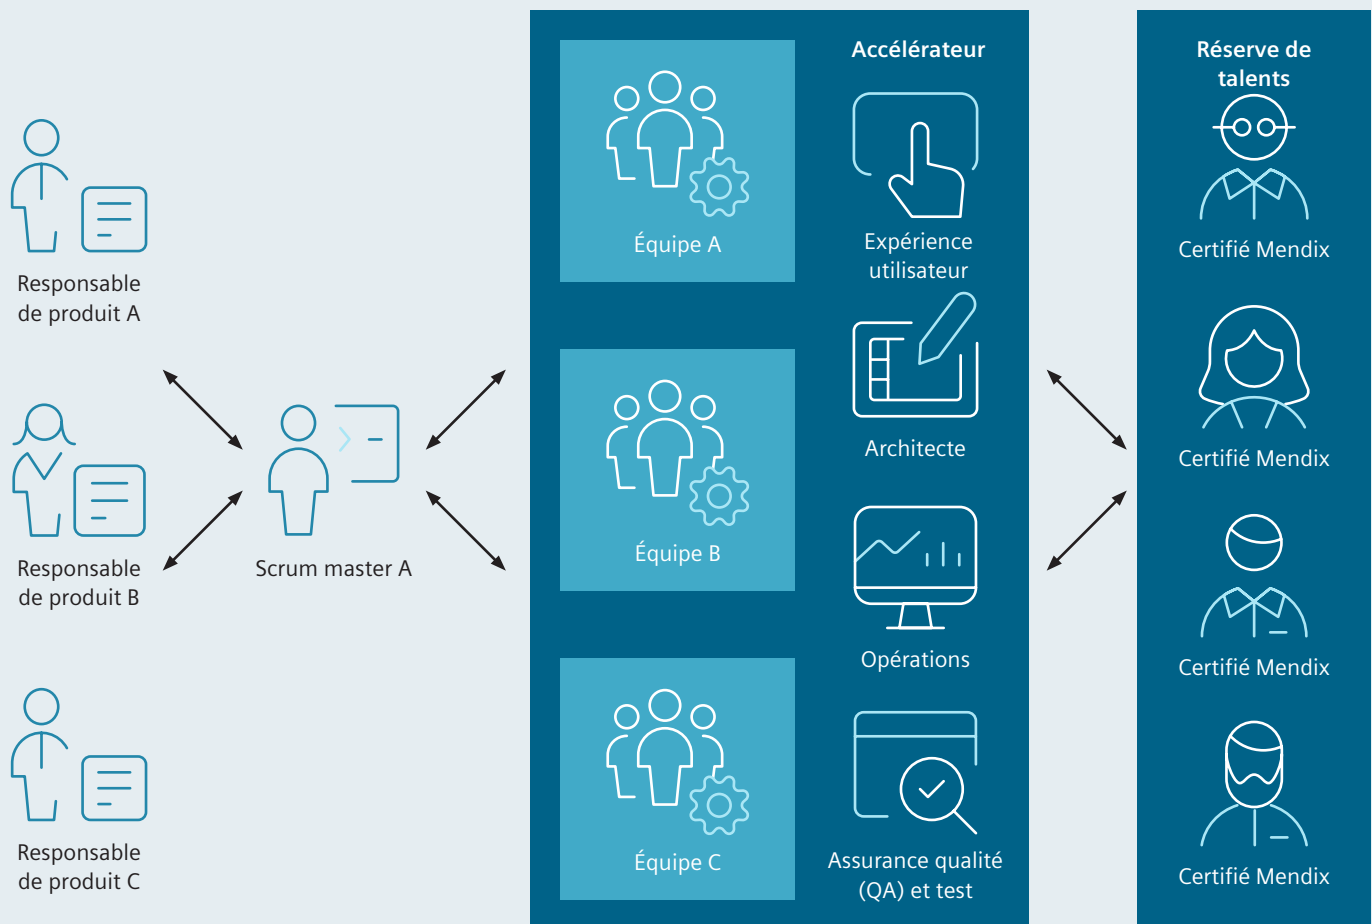 Responsable
de produit A
Responsable
de produit B
Responsable
de produit C
Scrum master A
Équipe A
Équipe B
Équipe C
Accélérateur
Expérience
utilisateur
Architecte
Opérations
Assurance qualité
(QA) et test
Réserve de
talents
Certifié Mendix
Certifié Mendix
Certifié Mendix
Certifié Mendix